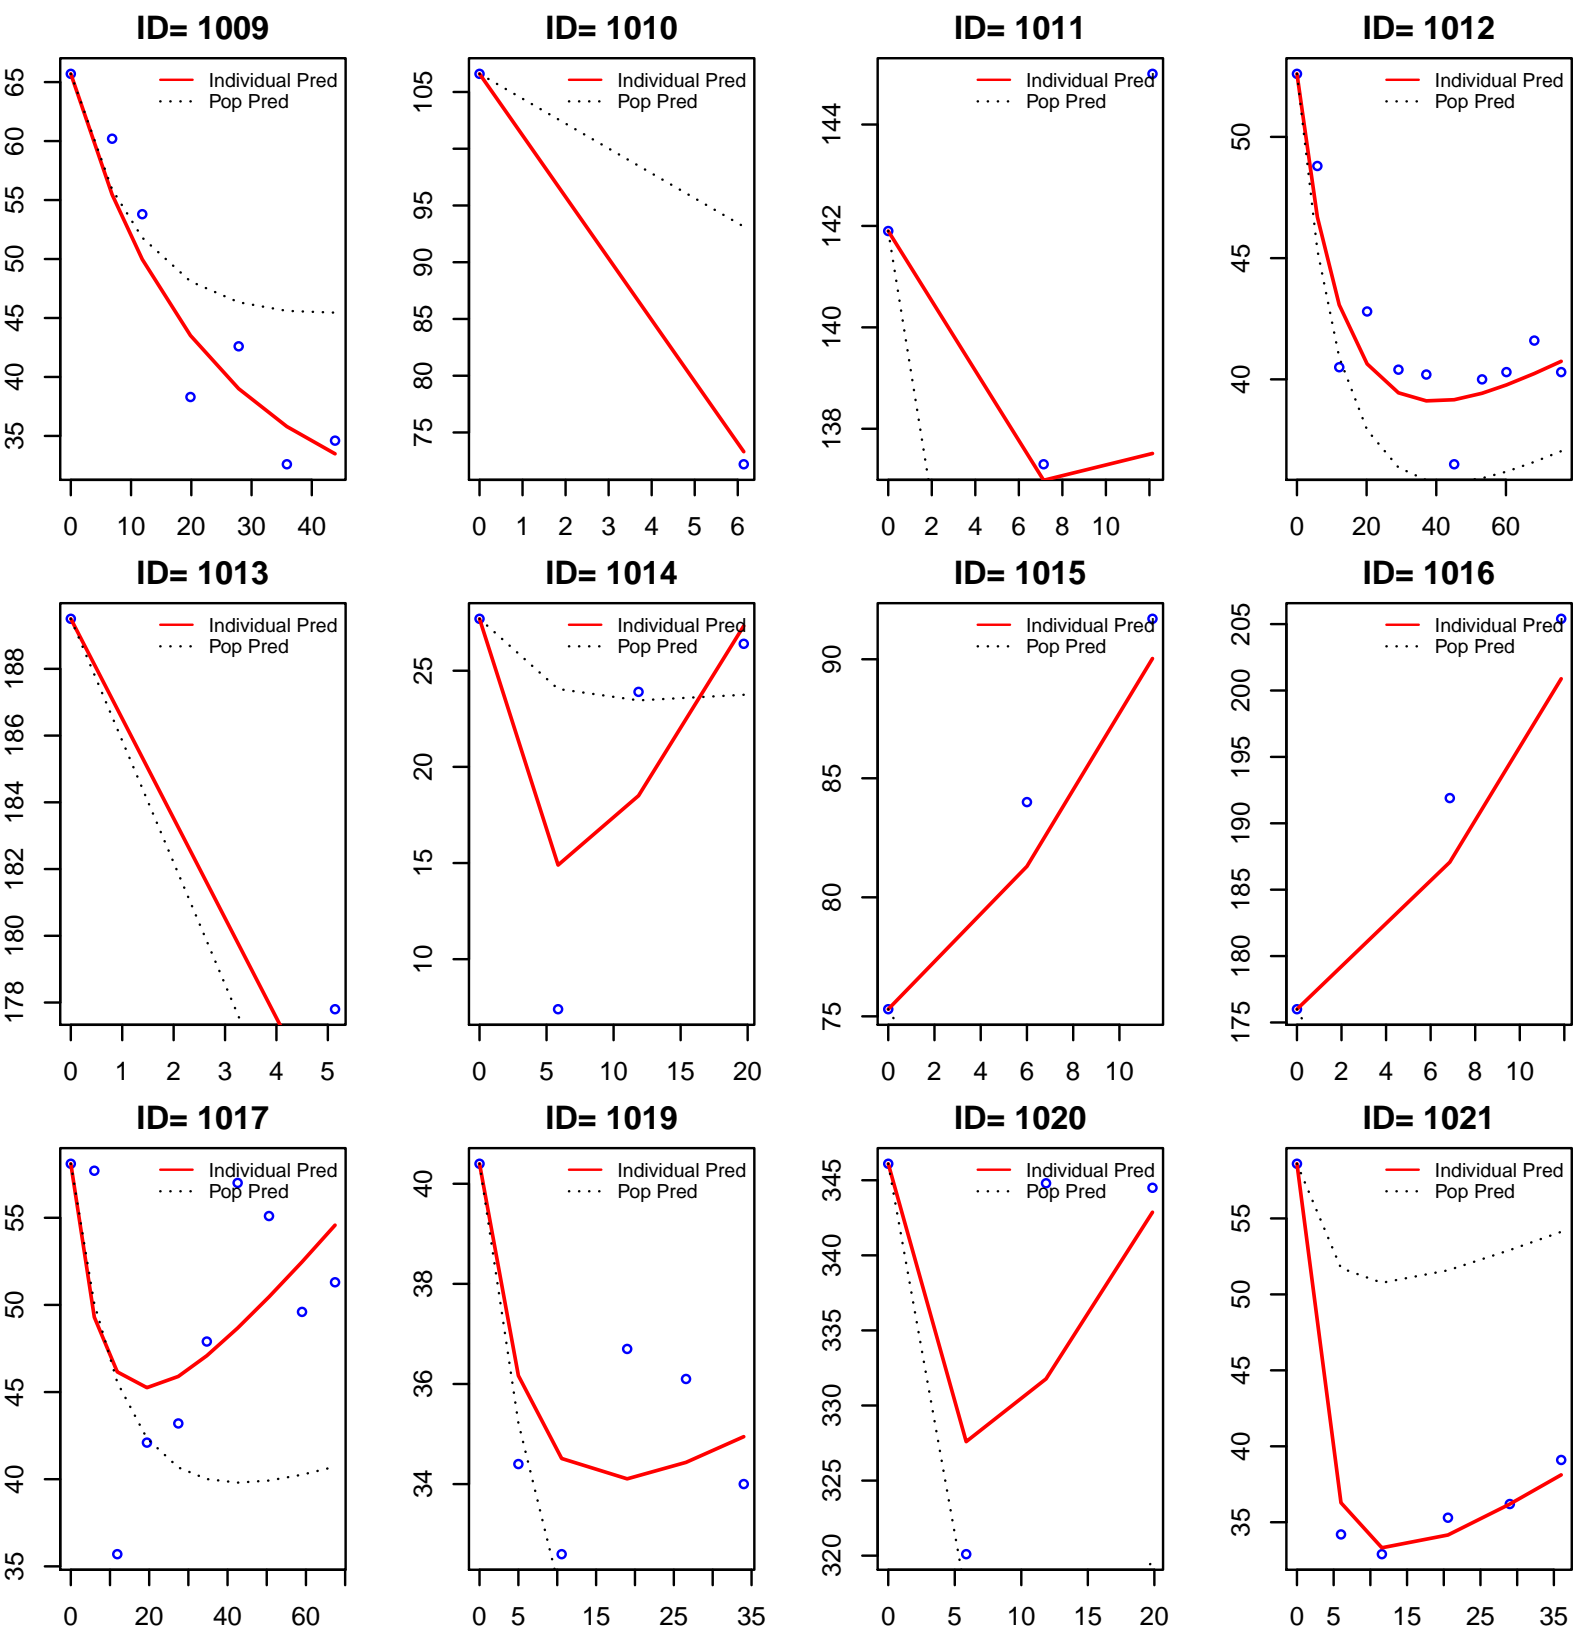 ID= 1009
ID= 1010
ID= 1011
ID= 1012
Individual Pred
Pop Pred
Individual Pred
Pop Pred
Individual Pred
Pop Pred
Individual Pred
Pop Pred
65
60
55
50
45
40
35
105
95
90
85
80
75
144
142
140
138
50
45
40
0 10 20 30 40
0 1 2 3 4 5 6
0 2 4 6 8 10
0 20 40 60
ID= 1013
ID= 1014
ID= 1015
ID= 1016
Individual Pred
Pop Pred
Individual Pred
Pop Pred
Individual Pred
Pop Pred
Individual Pred
Pop Pred
188
186
184
182
180
178
25
20
15
10
90
85
80
75
205
200
195
190
185
180
175
0 1 2 3 4 5
0 5 10 15 20
0 2 4 6 8 10
0 2 4 6 8 10
ID= 1017
ID= 1019
ID= 1020
ID= 1021
Individual Pred
Pop Pred
Individual Pred
Pop Pred
Individual Pred
Pop Pred
Individual Pred
Pop Pred
55
50
45
40
35
40
38
36
34
345
340
335
330
325
320
55
50
45
40
35
0 20 40 60
0 5 15 25 35
0 5 10 15 20
0 5 15 25 35